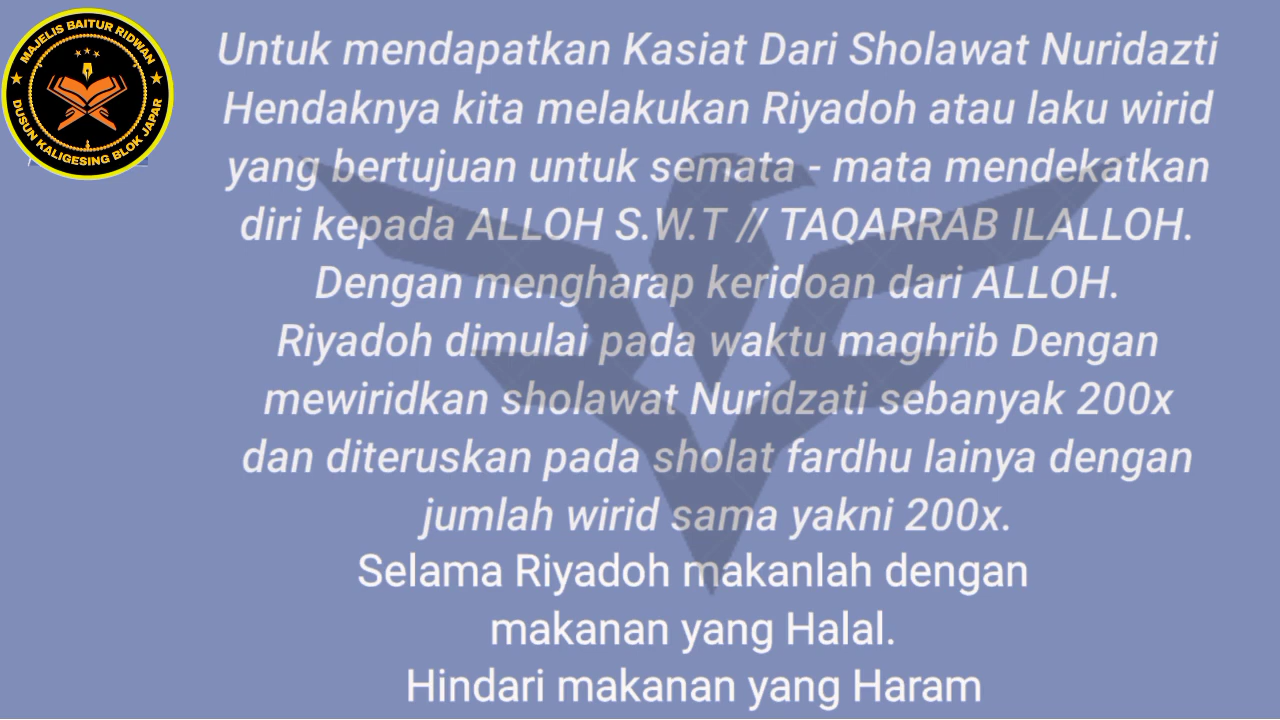 MAJELIS BAITUR RIDWAN
DUSUN KALIGESING BLOK JAPAR
Untuk mendapatkan Kasiat Dari Sholawat Nuridazti
Hendaknya kita melakukan Riyadoh atau laku wirid
yang bertujuan untuk semata - mata mendekatkan
diri kepada ALLOH S.W.T // TAQARRAB ILALLOH.
Dengan mengharap keridoan dari ALLOH.
Riyadoh dimulai pada waktu maghrib Dengan
mewiridkan sholawat Nuridzati sebanyak 200x
dan diteruskan pada sholat fardhu lainya dengan
jumlah wirid sama yakni 200x.
Selama Riyadoh makanlah dengan
makanan yang Halal.
Hindari makanan yang Haram